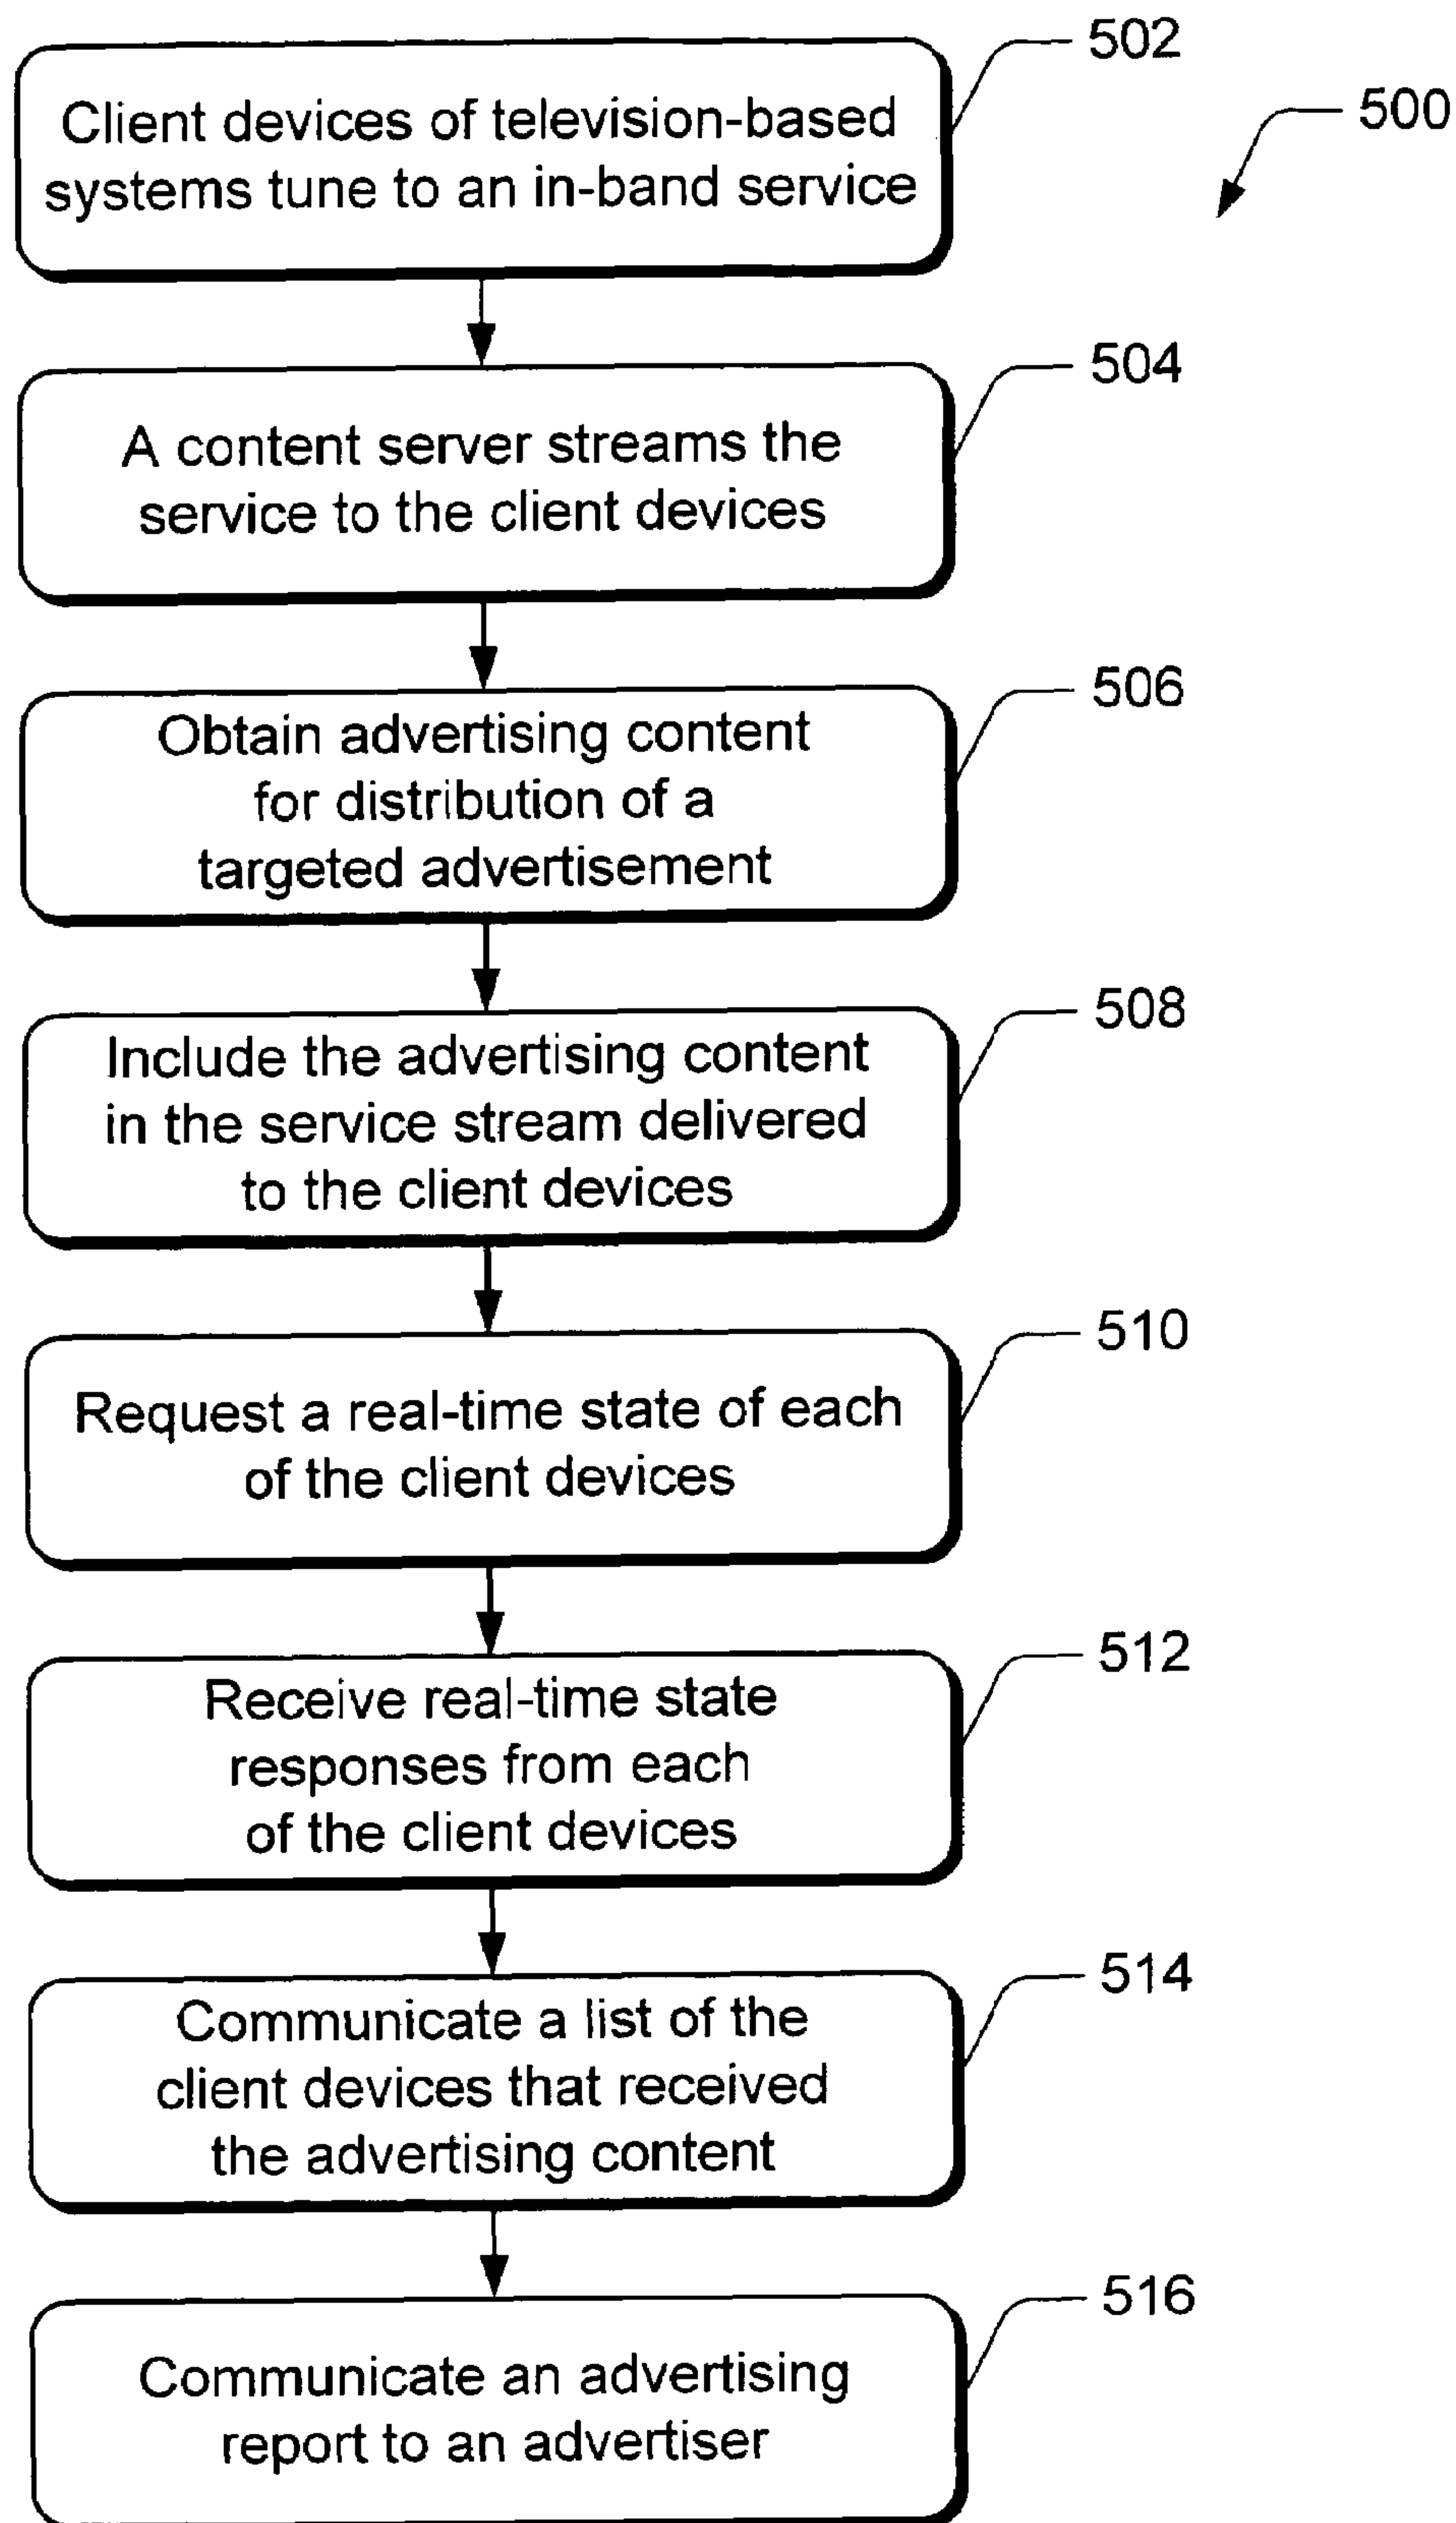 502
500
Client devices of television-based
systems tune to an in-band service
504
A content server streams the
service to the client devices
506
Obtain advertising content
for distribution of a
targeted advertisement
508
Include the advertising content
in the service stream delivered
to the client devices
510
Request a real-time state of each
of the client devices
512
Receive real-time state
responses from each
of the client devices
514
Communicate a list of the
client devices that received
the advertising content
516
Communicate an advertising
report to an advertiser